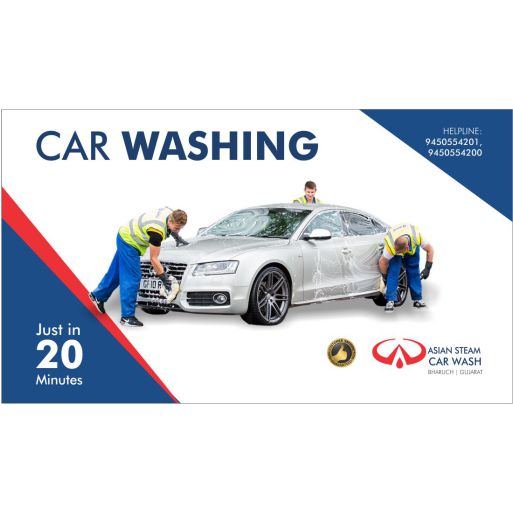 CAR WASHING
HELPLINE:
9450554201,
9450554200
Just in
20
Minutes
ASIAN STEAM
CAR WASH
BHARUCH | GUJARAT